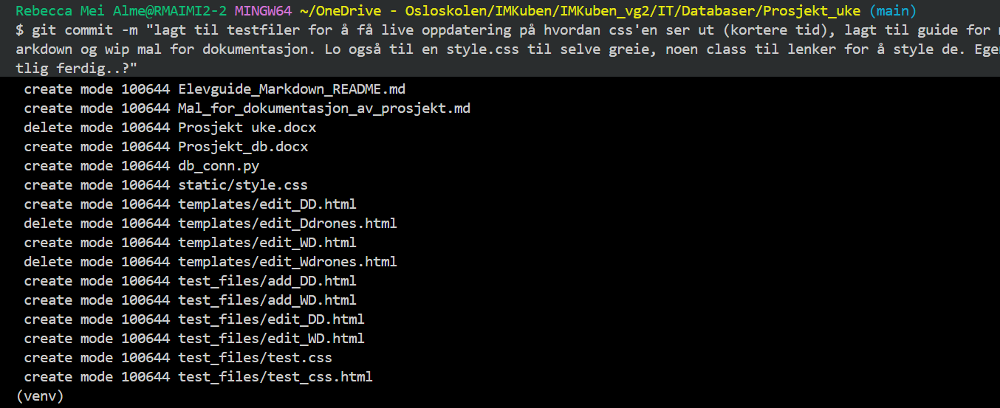 Rebecca Mei Alme@RMAIMI2-2 MINGW64 ~/OneDrive - Osloskolen/IMKuben/IMKuben_vg2/IT/Databaser/Prosjekt_uke (main)
$ git commit -m "lagt til testfiler for å få live oppdatering på hvordan css'en ser ut (kortere tid), lagt til guide for
arkdown og wip mal for dokumentasjon. Lo også til en style.css til selve greie, noen class til lenker for å style de. Egen
tlig ferdig..?"
create mode 100644 Elevguide_Markdown_README.md
create mode 100644 Mal_for_dokumentasjon_av_prosjekt.md
delete mode 100644 Prosjekt uke.docx
create mode 100644 Prosjekt_db.docx
create mode 100644 db_conn.py
create mode 100644 static/style.css
create mode 100644 templates/edit_DD.html
delete mode 100644 templates/edit_Ddrones.html
create mode 100644 templates/edit_WD.html
delete mode 100644 templates/edit_Wdrones.html
create mode 100644 test_files/add_DD.html
create mode 100644 test_files/add_WD.html
create mode 100644 test_files/edit_DD.html
create mode 100644 test_files/edit_WD.html
create mode 100644 test_files/test.css
create mode 100644 test_files/test_css.html
(venv)